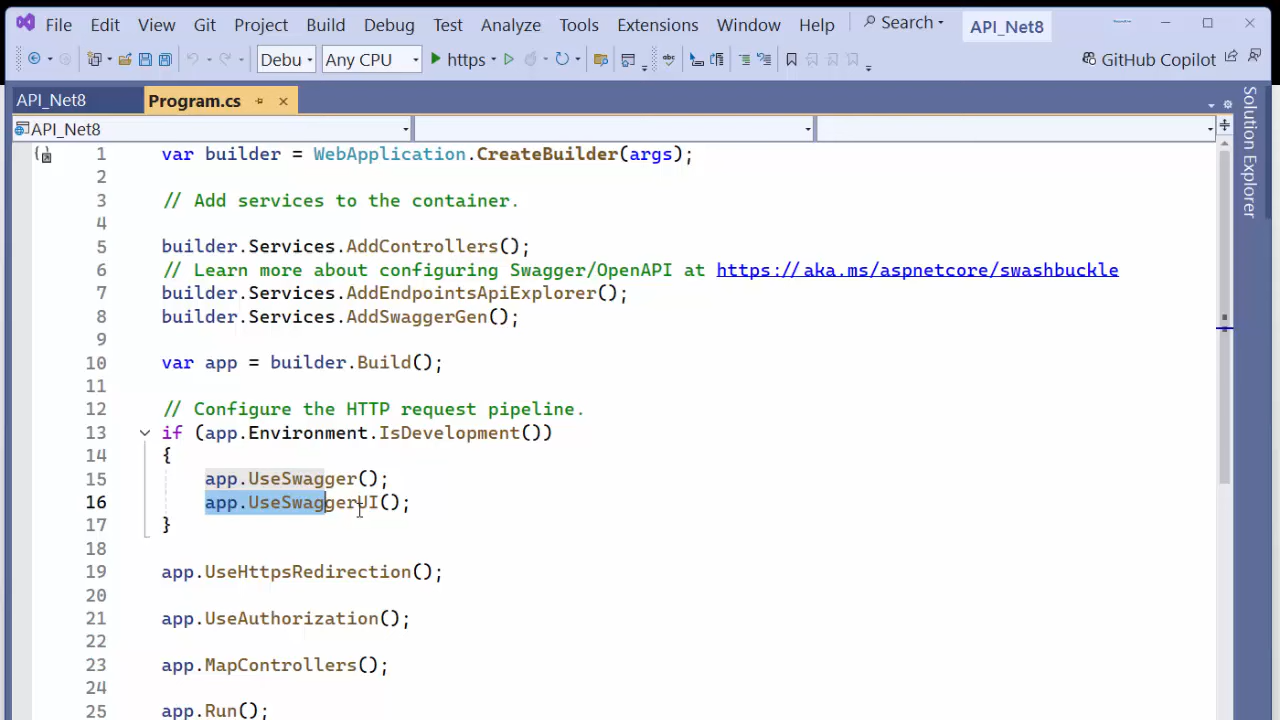 File Edit View Git Project Build Debug Test Analyze Tools Extensions Window Help Search API_Net8
Debu Any CPU https GitHub Copilot
API_Net8 Program.cs
API_Net8
Solution Explorer
1 var builder = WebApplication.CreateBuilder(args);
2
3 // Add services to the container.
4
5 builder.Services.AddControllers();
6 // Learn more about configuring Swagger/OpenAPI at https://aka.ms/aspnetcore/swashbuckle
7 builder.Services.AddEndpointsApiExplorer();
8 builder.Services.AddSwaggerGen();
9
10 var app = builder.Build();
11
12 // Configure the HTTP request pipeline.
13 if (app.Environment.IsDevelopment())
14 {
15 app.UseSwagger();
16 app.UseSwaggerUI();
17 }
18
19 app.UseHttpsRedirection();
20
21 app.UseAuthorization();
22
23 app.MapControllers();
24
25 app.Run();